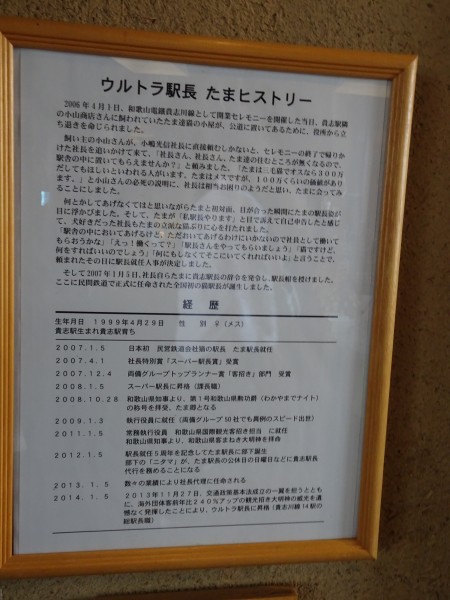 ウルトラ駅長 たまヒストリー
2006年4月1日、和歌山電鐵貴志川線として開業セレモニーを開催した当日、貴志駅隣
の小山商店さんに飼われていたたま達猫の小屋が、公道に置いてあるために、役所から立
ち退きを命じられました。
飼い主の小山さんが、小嶋光信社長に直接頼むしかないと、セレモニーの終了で帰りか
けた社長を追いかけて来て、「社長さん、社長さん、たま達の住むところが無くなるので、
駅舎の中に置いてもらえませんか?」と頼みました。「たまは三毛猫でオスなら300万
だしてもほしいといわれる人がいます。たまはメスですが、100万くらいの価値があり
ます。」と小山さんの必死の説明に、社長は相当の困りのようだと思い、たまに会ってみ
ることにしました。
何とかしてあげなくてはと思いながらたまと初対面、目が合った瞬間にたまの駅長姿が
目に浮かびました。そして、たまが「私駅長やります」と目で訴えて自己申告したと感じ
て、犬好きだった社長もたまの立派な猫ぶりに心を打たれました。
「駅舎の中においてあげるけど、ただおいてあげるわけにいかないので社員として働いて
もらおうかな」「えっ!働くって?」「駅長さんをやってもらいましょう」「猫ですけど、
何をすればいいのでしょう」「何にもしなくてそこにいてくれればいいよ」と言うことで、
頼まれたその日に駅長就任人事が決定しました。
そして2007年1月5日、社長自らたまに貴志駅長の辞令を発令し、駅長帽を授けました。
ここに民間鉄道で正式に任命された全国初の猫駅長が誕生しました。
経歴
生年月日 1999年4月29日 性別 ♀(メス)
貴志駅生まれ貴志駅育ち
2007.1.5 日本初 民営鉄道会社猫の駅長 たま駅長就任
2007.4.1 社長特別賞「スーパー駅長賞」受賞
2007.12.4 両備グループトップランナー賞「客招き」部門 受賞
2008.1.5 スーパー駅長に昇格(課長職)
2008.10.28 和歌山県知事より、第1号和歌山県勲功爵(わかやまでナイト)
の称号を拝受、たま卿となる
2009.1.3 執行役員に就任(両備グループ50社でも異例のスピード出世)
2011.1.5 常務執行役員 和歌山県国際観光客招き担当 に就任
和歌山県知事より、和歌山県客まねき大明神を拝命
2012.1.5 駅長就任5周年を記念してたま駅長に部下誕生
部下の「ニタマ」が、たま駅長の公休日の日曜日などに貴志駅長
代行を務めることになる
2013.1.5 数々の業績により社長代理に任命される
2014.1.5 2013年11月27日、交通政策基本法成立の一翼を担うととも
に、海外団体客前年比240%アップの観光招き大明神の威光を遺
憾なく発揮したことにより、ウルトラ駅長に昇格(貴志川線14駅の
総駅長職)